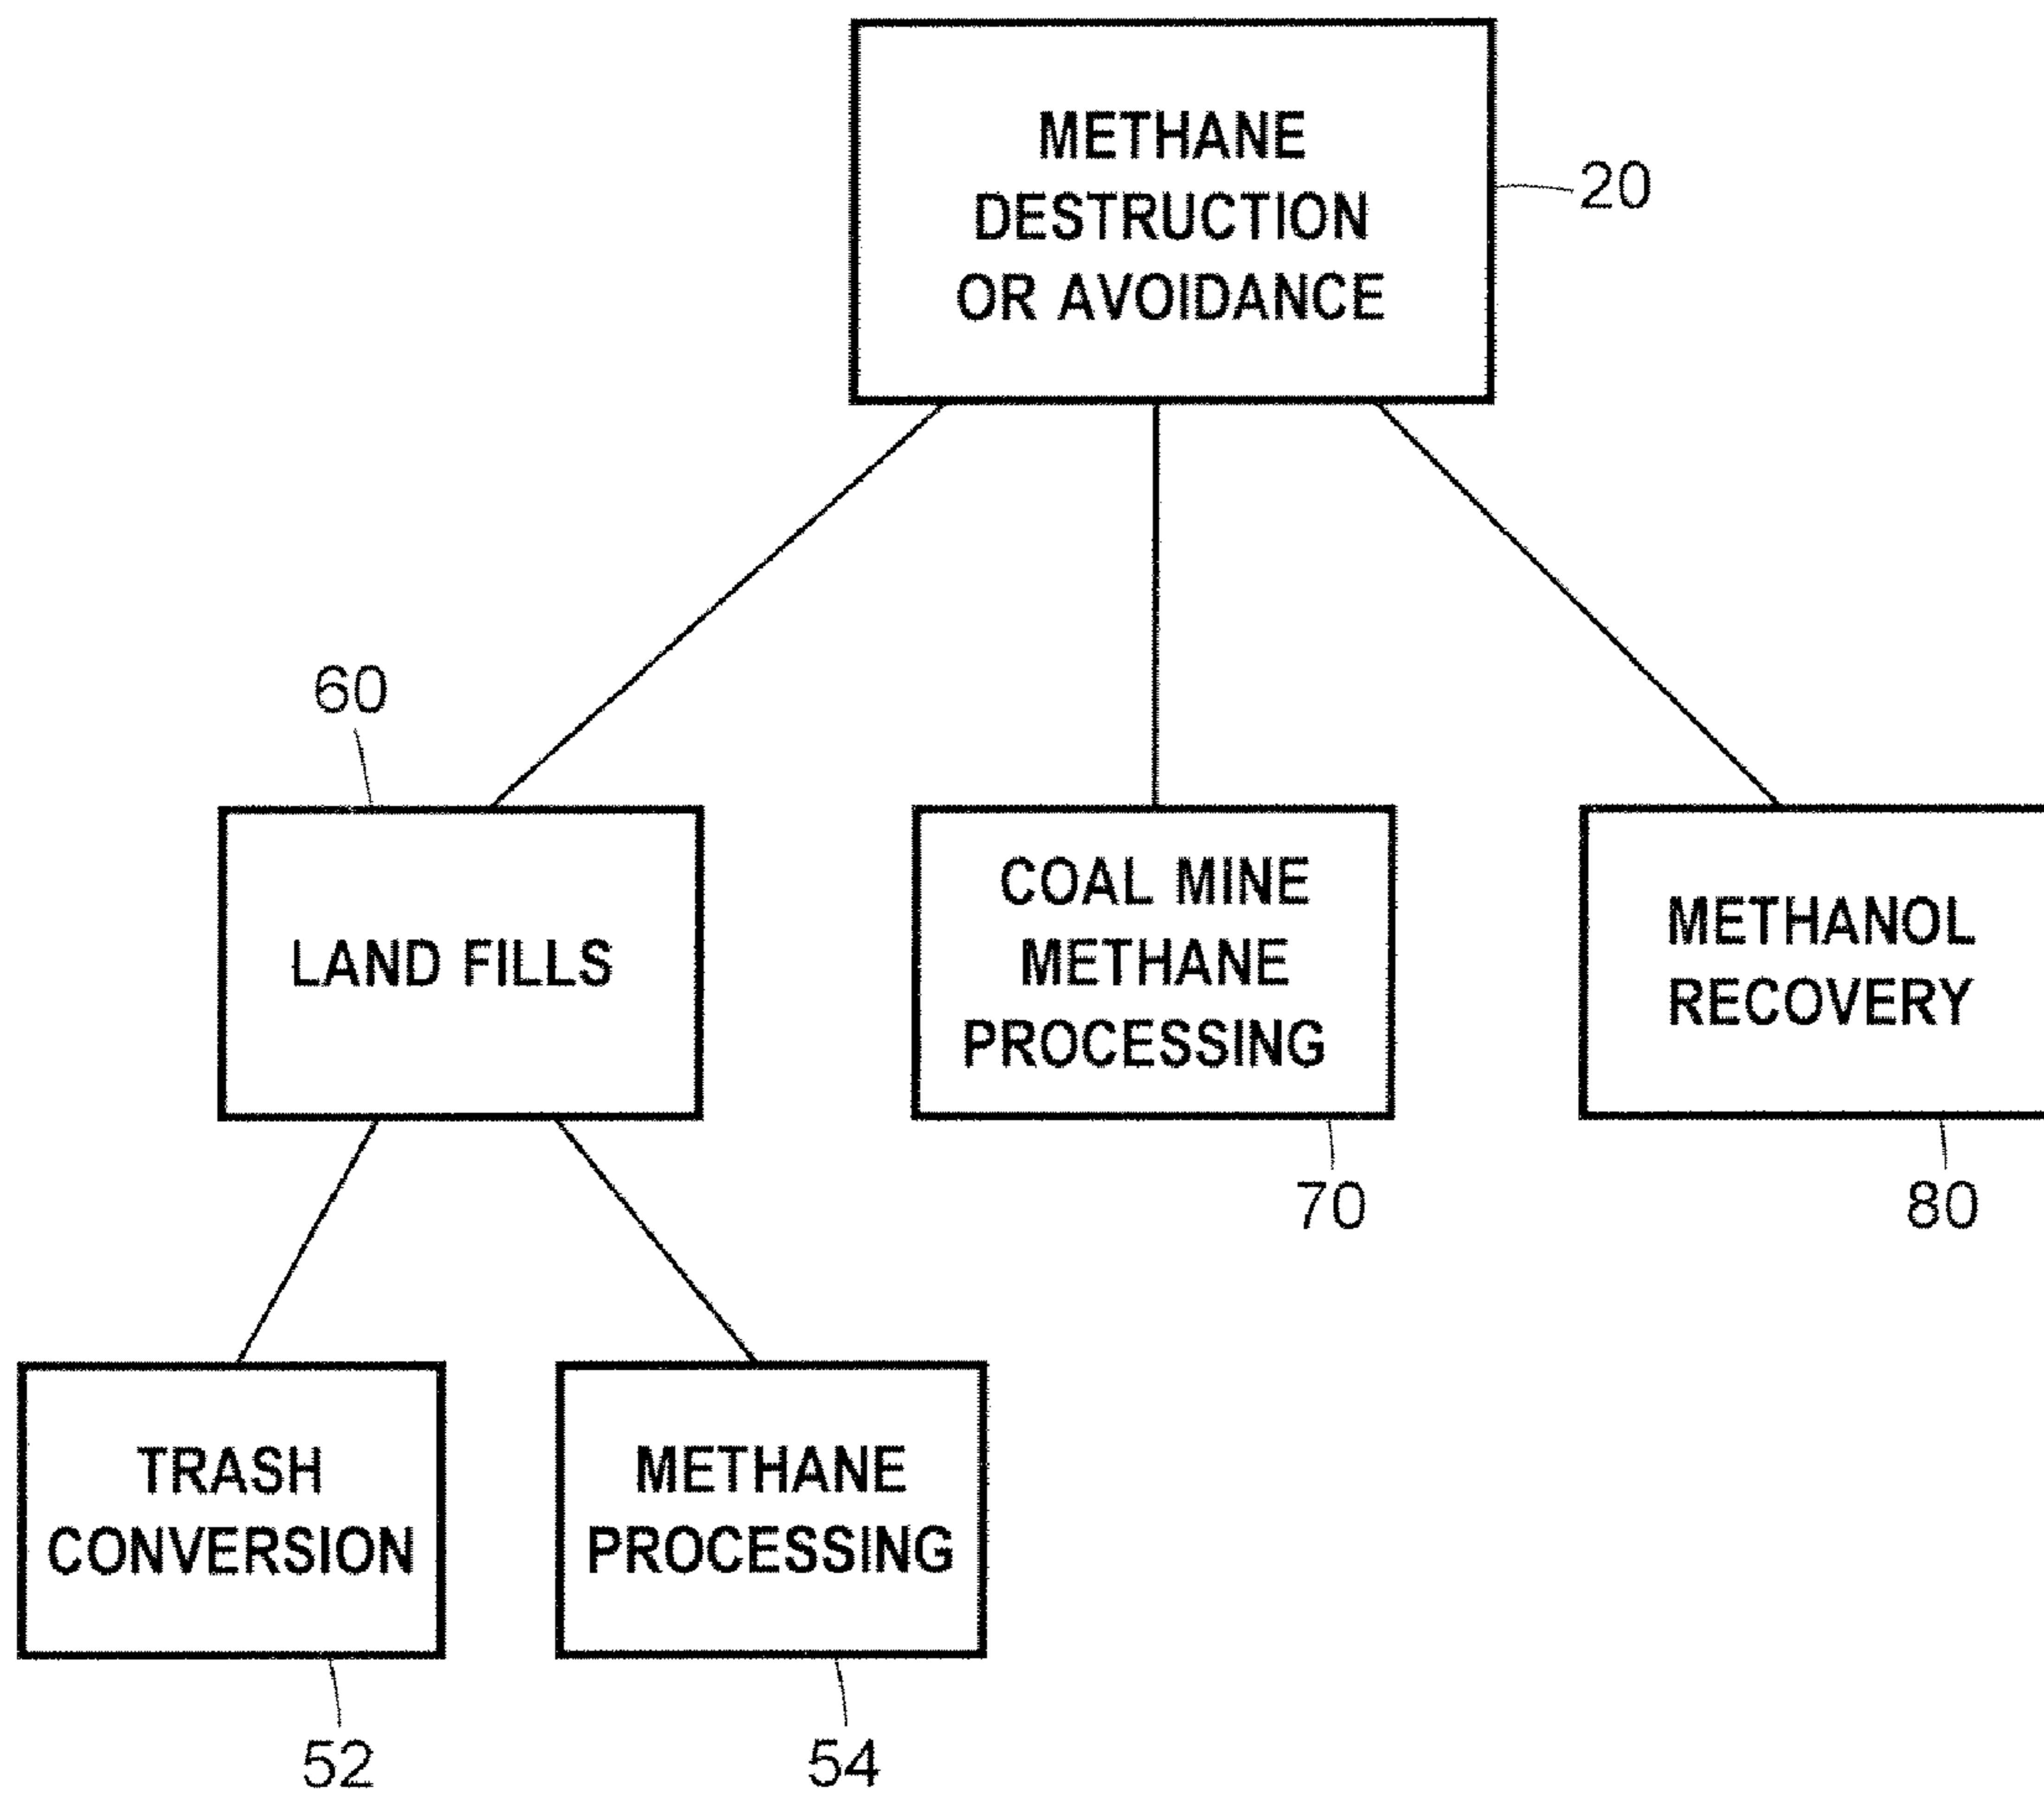 METHANE
DESTRUCTION
OR AVOIDANCE
20
60
LAND FILLS
COAL MINE
METHANE
PROCESSING
70
METHANOL
RECOVERY
80
TRASH
CONVERSION
52
METHANE
PROCESSING
54